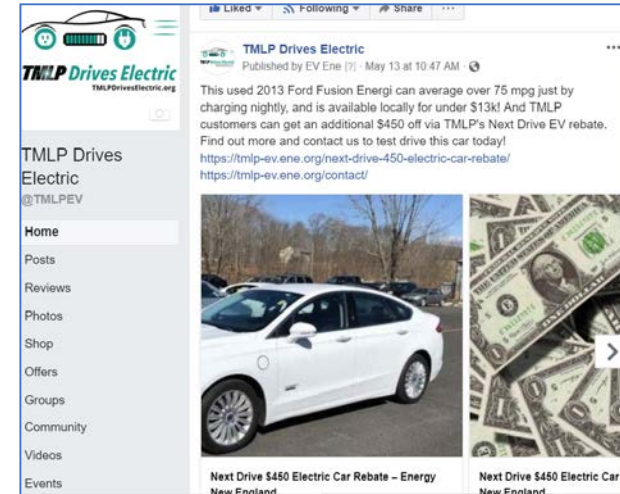 Liked
Following
Share
TMLP Drives Electric
TMLPDrivesElectric.org
TMLP Drives
Electric
@TMLPEV
Home
Posts
Reviews
Photos
Shop
Offers
Groups
Community
Videos
Events
TMLP Drives Electric
Published by EV Ene [?] · May 13 at 10:47 AM ·
This used 2013 Ford Fusion Energi can average over 75 mpg just by
charging nightly, and is available locally for under $13k! And TMLP
customers can get an additional $450 off via TMLP's Next Drive EV rebate.
Find out more and contact us to test drive this car today!
https://tmlp-ev.ene.org/next-drive-450-electric-car-rebate/
https://tmlp-ev.ene.org/contact/
Next Drive $450 Electric Car Rebate – Energy
New England
Next Drive $450 Electric Car
New England